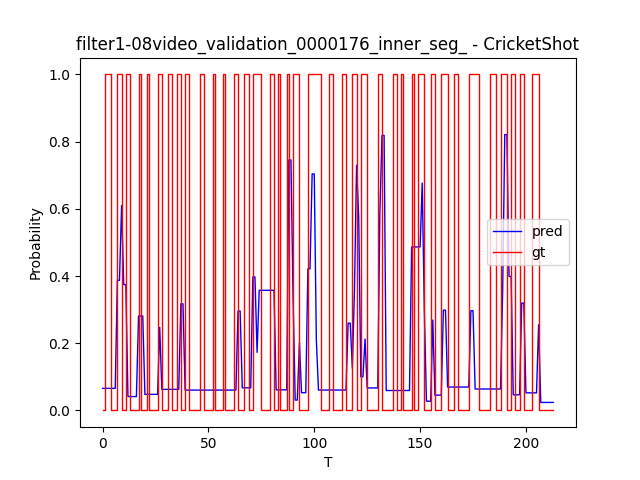 filter1-08video_validation_0000176_inner_seg_ - CricketShot
1.0
0.8
0.6
0.4
0.2
0.0
Probability
pred
gt
0 50 100 150 200
T